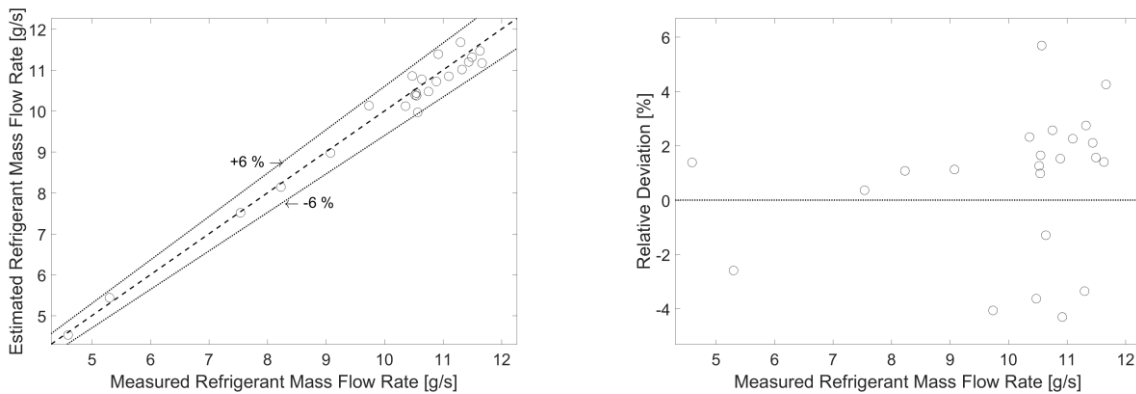 Estimated Refrigerant Mass Flow Rate [g/s]
12
11
10
9
8
7
6
5
+6 %
-6 %
5 6 7 8 9 10 11 12
Measured Refrigerant Mass Flow Rate [g/s]
Relative Deviation [%]
6
4
2
0
-2
-4
5 6 7 8 9 10 11 12
Measured Refrigerant Mass Flow Rate [g/s]